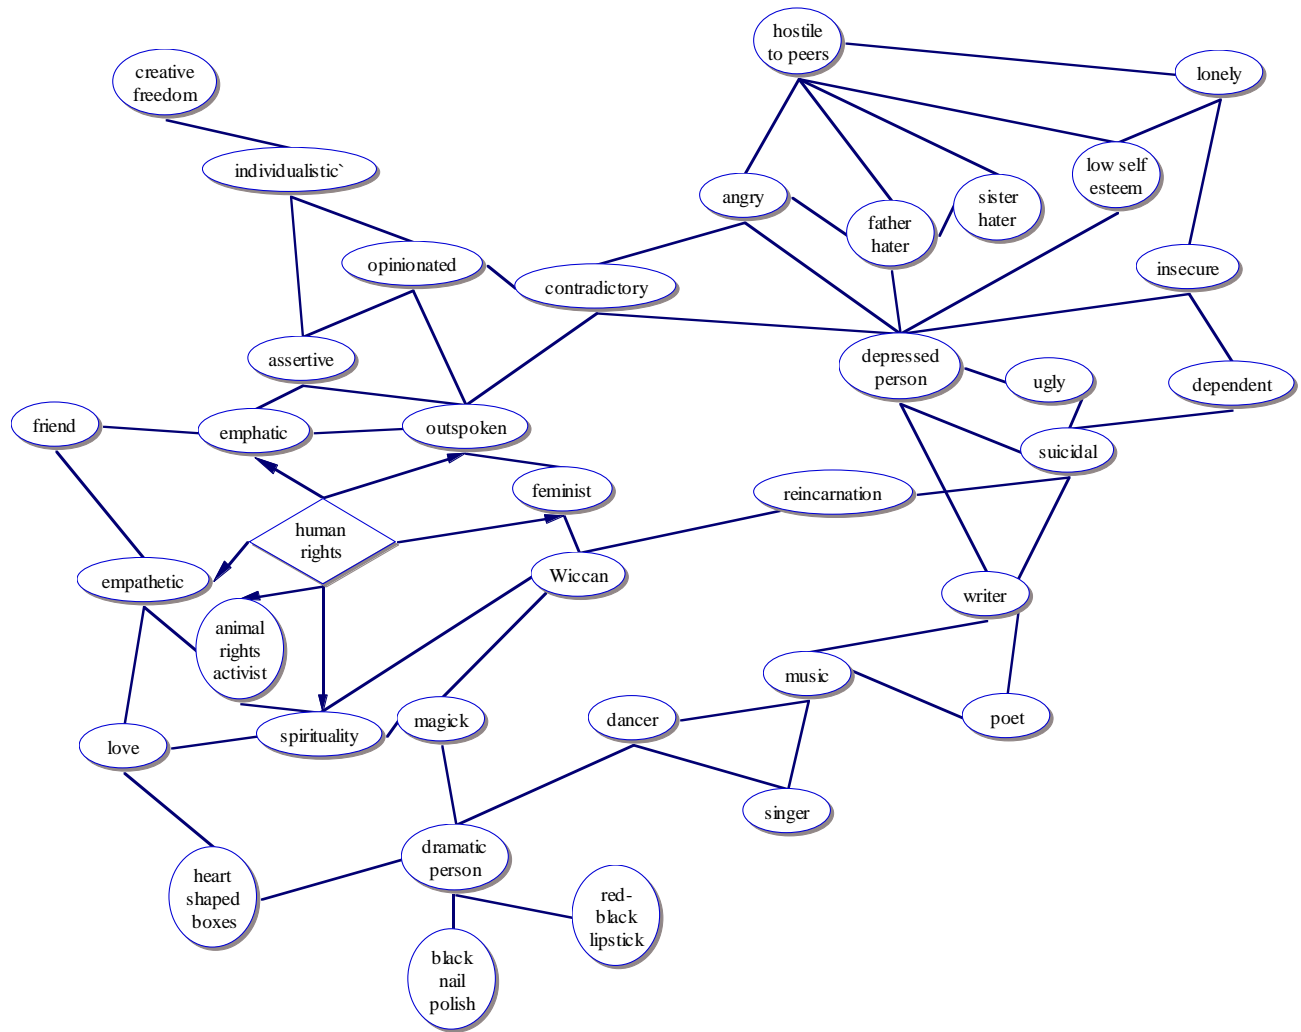 hostile
to peers
creative
freedom
lonely
individualistic`
low self
esteem
angry
sister
hater
father
hater
opinionated
contradictory
insecure
assertive
depressed
person
ugly
dependent
friend
emphatic
outspoken
suicidal
feminist
reincarnation
human
rights
empathetic
Wiccan
writer
animal
rights
activist
music
love
spirituality
magick
dancer
poet
singer
dramatic
person
heart
shaped
boxes
red-
black
lipstick
black
nail
polish